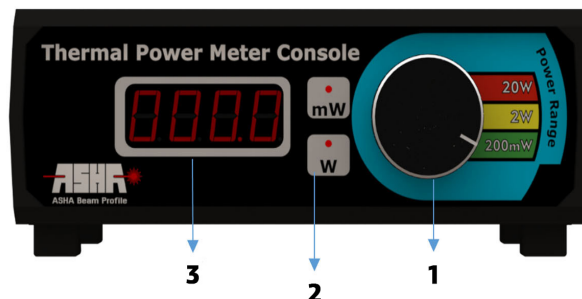 Thermal Power Meter Console
000.0
mW
W
Power Range
20W
2W
200mW
ASHA
ASHA Beam Profile
3
2
1